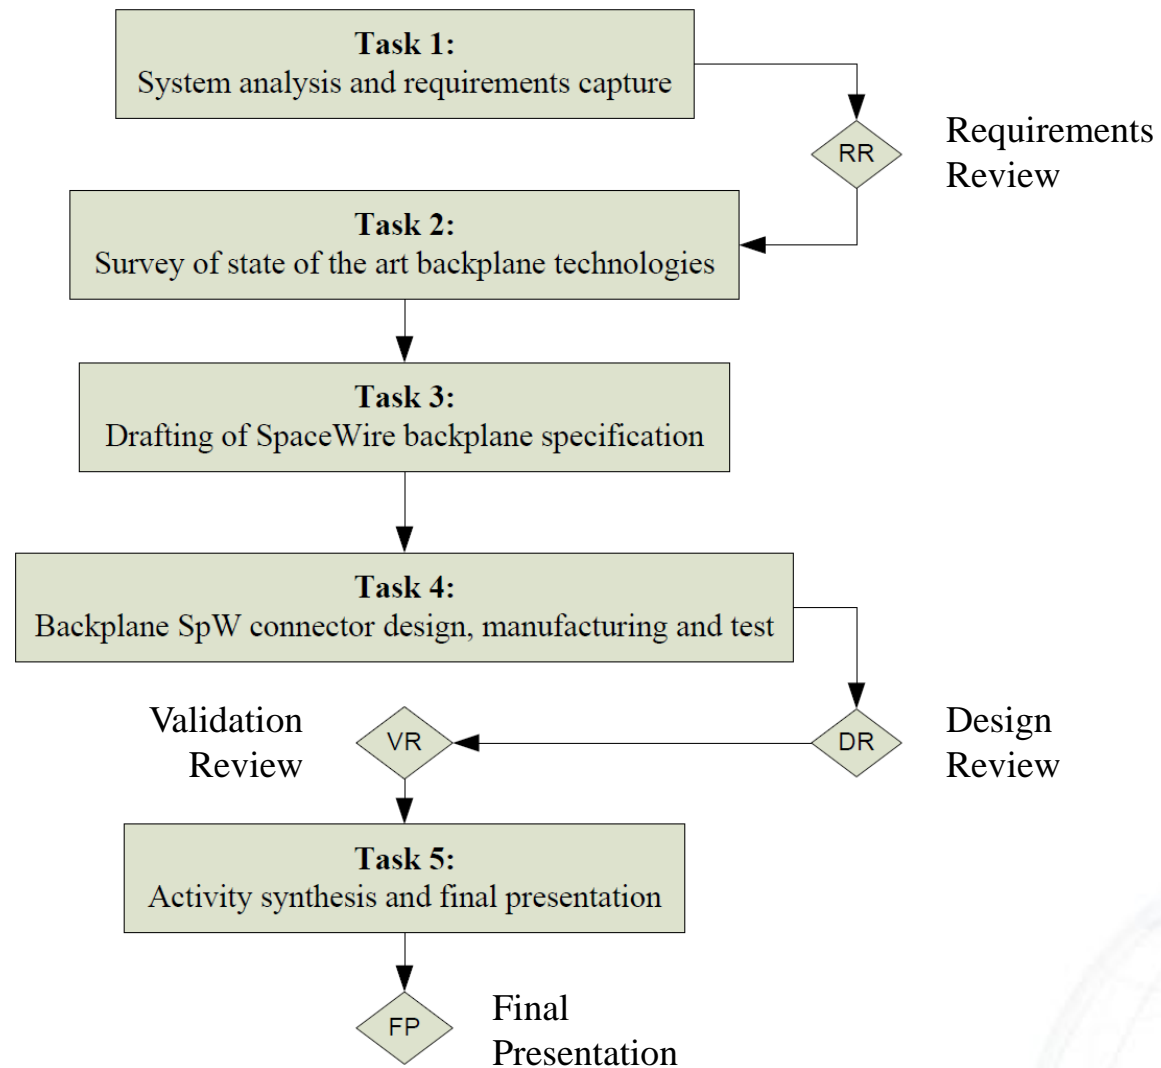 Task 1:
System analysis and requirements capture
RR
Requirements
Review
Task 2:
Survey of state of the art backplane technologies
Task 3:
Drafting of SpaceWire backplane specification
Task 4:
Backplane SpW connector design, manufacturing and test
Validation
Review
VR
DR
Design
Review
Task 5:
Activity synthesis and final presentation
FP
Final
Presentation